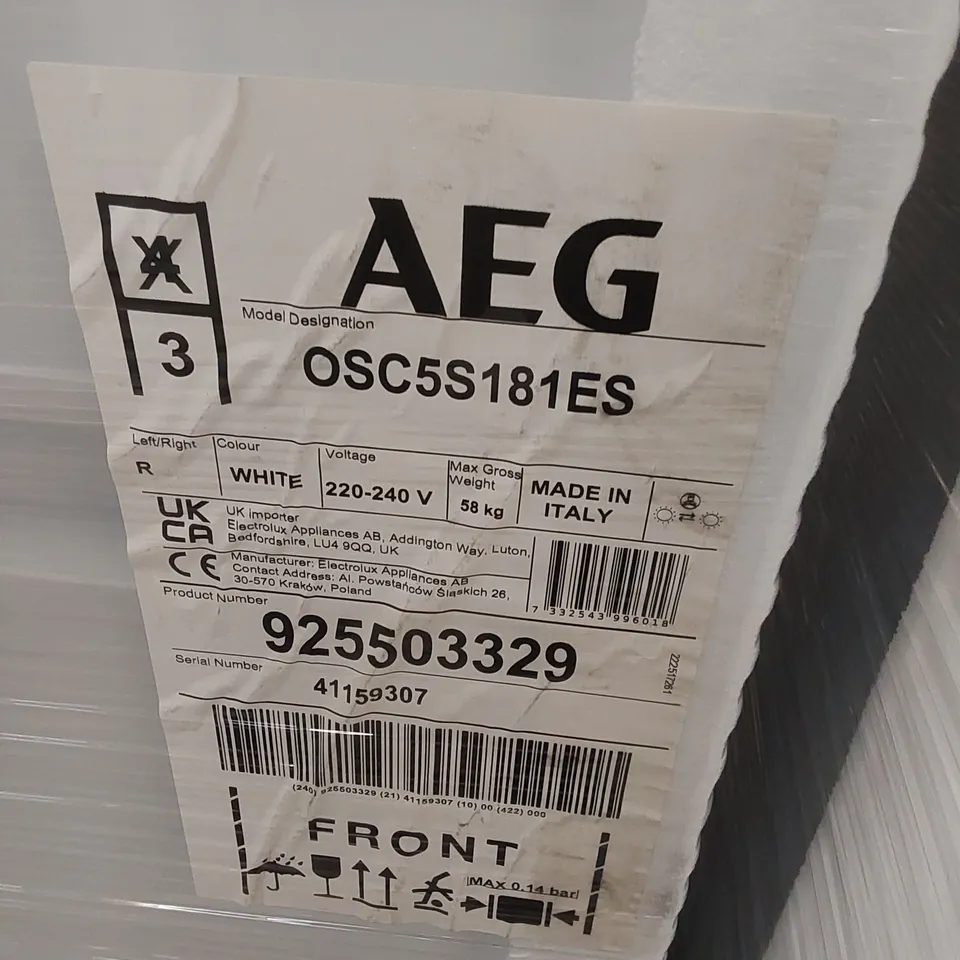 AEG
4
3
Model Designation
OSC5S181ES
Left/Right
R
Colour
WHITE
Voltage
220-240 V
Max Gross
Weight
58 kg
MADE IN
ITALY
UK
CA
UK importer
Electrolux Appliances AB, Addington Way, Luton,
Bedfordshire, LU4 9QQ, UK
CE
Manufacturer: Electrolux Appliances AB
Contact Address: Al. Powstańców Śląskich 26,
30-570 Kraków, Poland
7 332543 996018
Product Number
925503329
22251726 1
Serial Number
41159307
(240) 925503329 (21) 41159307 (10) 00 (422) 000
FRONT
MAX 0.14 bar